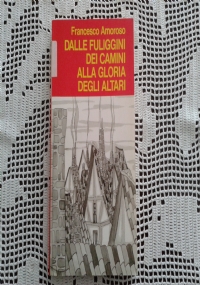 Francesco Amoroso
DALLE FULIGGINI
DEI CAMINI
ALLA GLORIA
DEGLI ALTARI